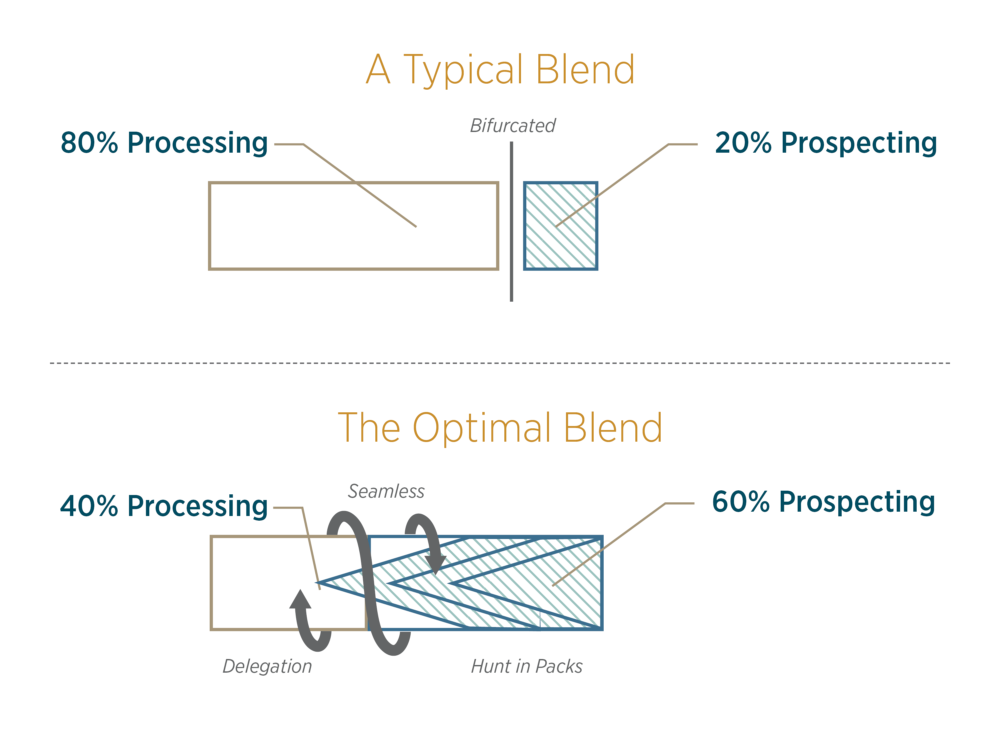 A Typical Blend
Bifurcated
80% Processing
20% Prospecting
The Optimal Blend
Seamless
40% Processing
60% Prospecting
Delegation
Hunt in Packs